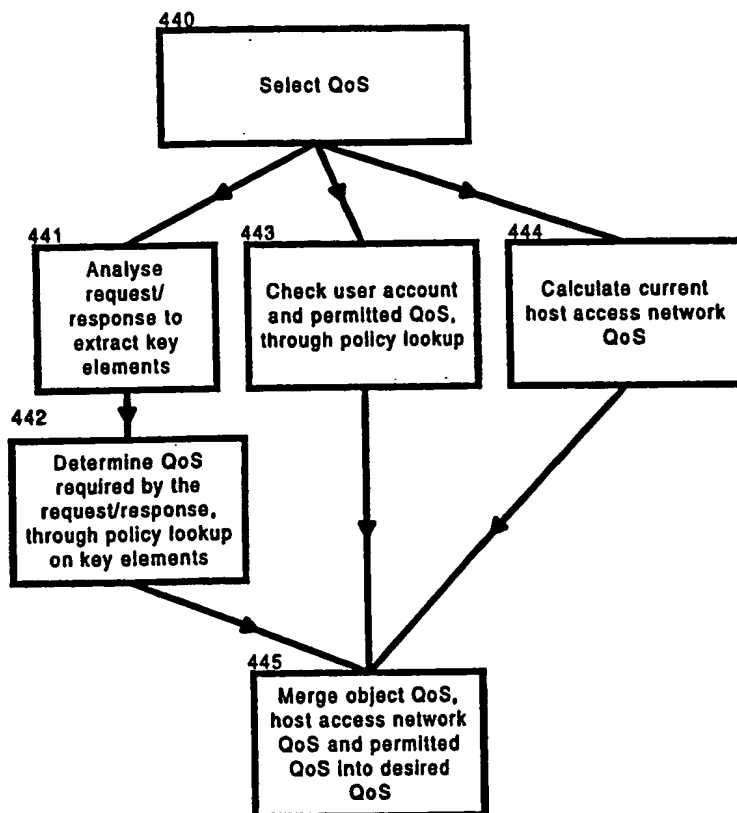 440
Select QoS
441
Analyse
request/
response to
extract key
elements
443
Check user account
and permitted QoS,
through policy lookup
444
Calculate current
host access network
QoS
442
Determine QoS
required by the
request/response,
through policy lookup
on key elements
445
Merge object QoS,
host access network
QoS and permitted
QoS into desired
QoS